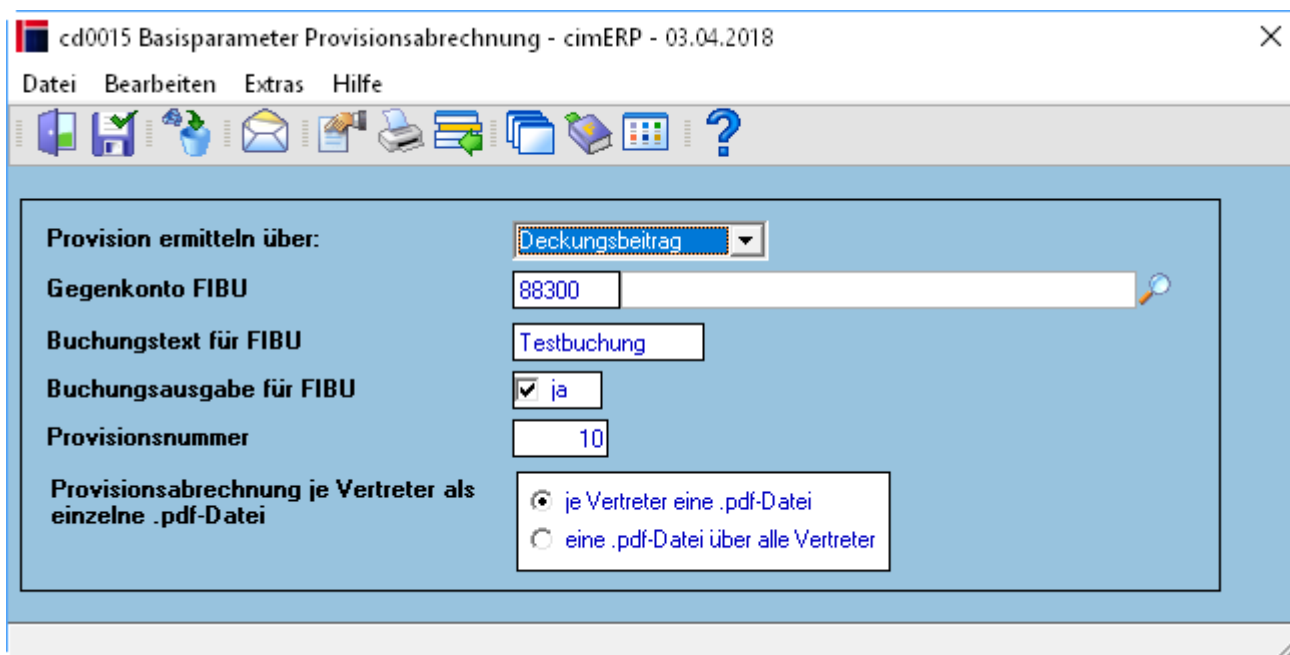 cd0015 Basisparameter Provisionsabrechnung - cimERP - 03.04.2018
Datei Bearbeiten Extras Hilfe
Provision ermitteln über: Deckungsbeitrag
Gegenkonto FIBU 88300
Buchungstext für FIBU Testbuchung
Buchungsausgabe für FIBU ja
Provisionsnummer 10
Provisionsabrechnung je Vertreter als
einzelne .pdf-Datei
je Vertreter eine .pdf-Datei
eine .pdf-Datei über alle Vertreter